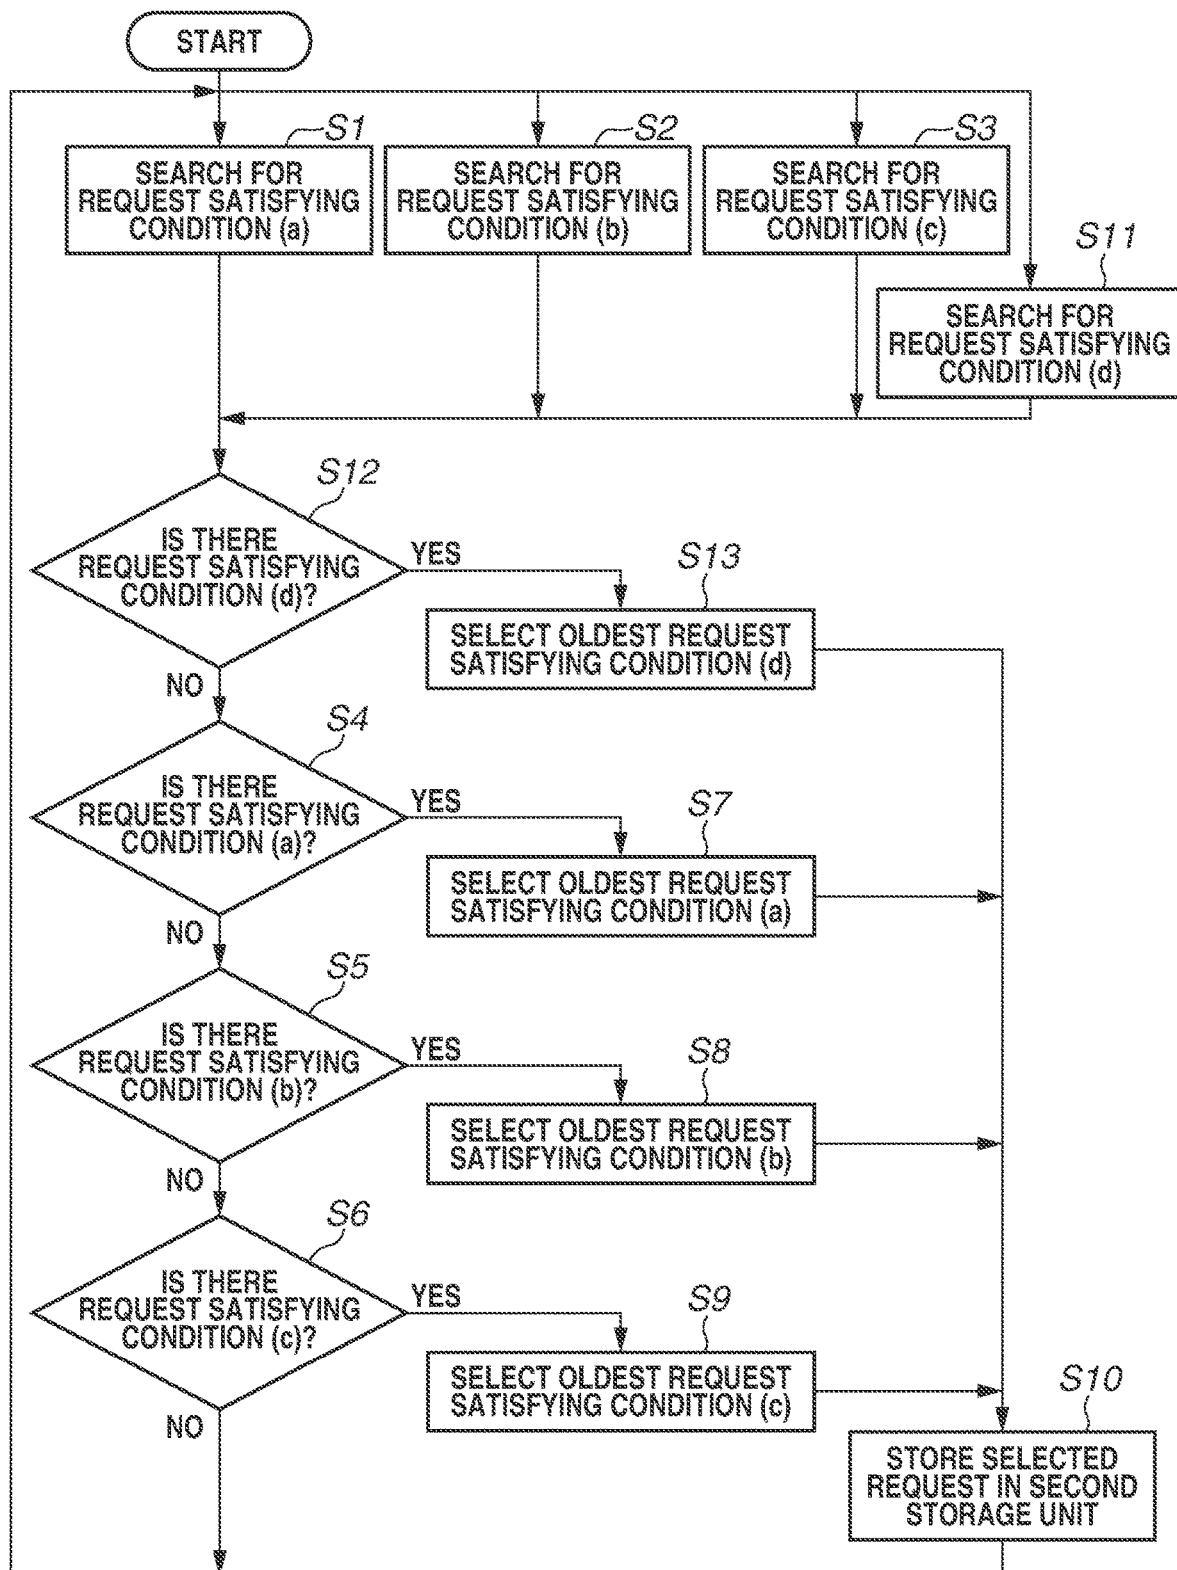 START
S1
SEARCH FOR
REQUEST SATISFYING
CONDITION (a)
S2
SEARCH FOR
REQUEST SATISFYING
CONDITION (b)
S3
SEARCH FOR
REQUEST SATISFYING
CONDITION (c)
S11
SEARCH FOR
REQUEST SATISFYING
CONDITION (d)
S12
IS THERE
REQUEST SATISFYING
CONDITION (d)?
YES
NO
S13
SELECT OLDEST REQUEST
SATISFYING CONDITION (d)
S4
IS THERE
REQUEST SATISFYING
CONDITION (a)?
YES
NO
S7
SELECT OLDEST REQUEST
SATISFYING CONDITION (a)
S5
IS THERE
REQUEST SATISFYING
CONDITION (b)?
YES
NO
S8
SELECT OLDEST REQUEST
SATISFYING CONDITION (b)
S6
IS THERE
REQUEST SATISFYING
CONDITION (c)?
YES
NO
S9
SELECT OLDEST REQUEST
SATISFYING CONDITION (c)
S10
STORE SELECTED
REQUEST IN SECOND
STORAGE UNIT